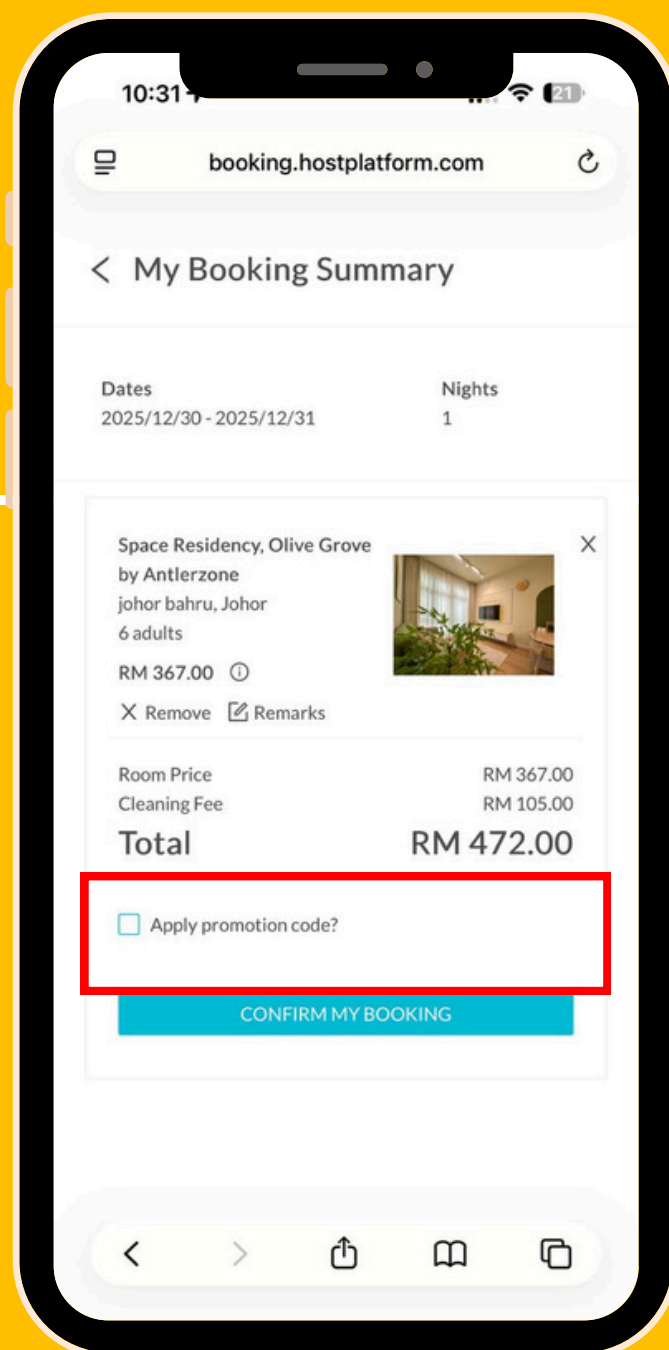 10:31
21
booking.hostplatform.com
My Booking Summary
Dates
Nights
2025/12/30 - 2025/12/31
1
Space Residency, Olive Grove
by Antlerzone
johor bahru, Johor
6 adults
RM 367.00
Remove
Remarks
Room Price
RM 367.00
Cleaning Fee
RM 105.00
Total
RM 472.00
Apply promotion code?
CONFIRM MY BOOKING